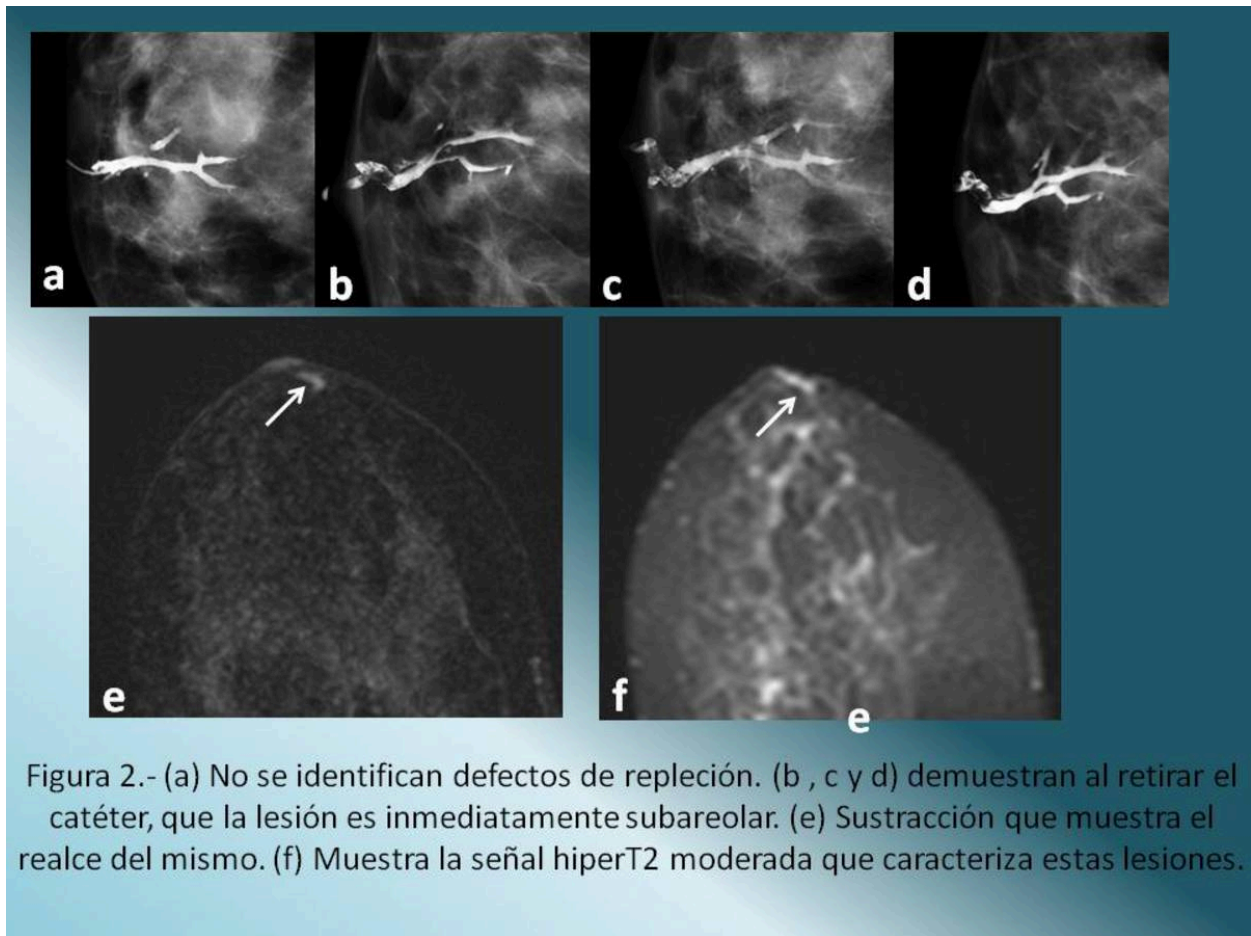 a
b
c
d
e
f
e
Figura 2.- (a) No se identifican defectos de repleción. (b , c y d) demuestran al retirar el
catéter, que la lesión es inmediatamente subareolar. (e) Sustracción que muestra el
realce del mismo. (f) Muestra la señal hiperT2 moderada que caracteriza estas lesiones.